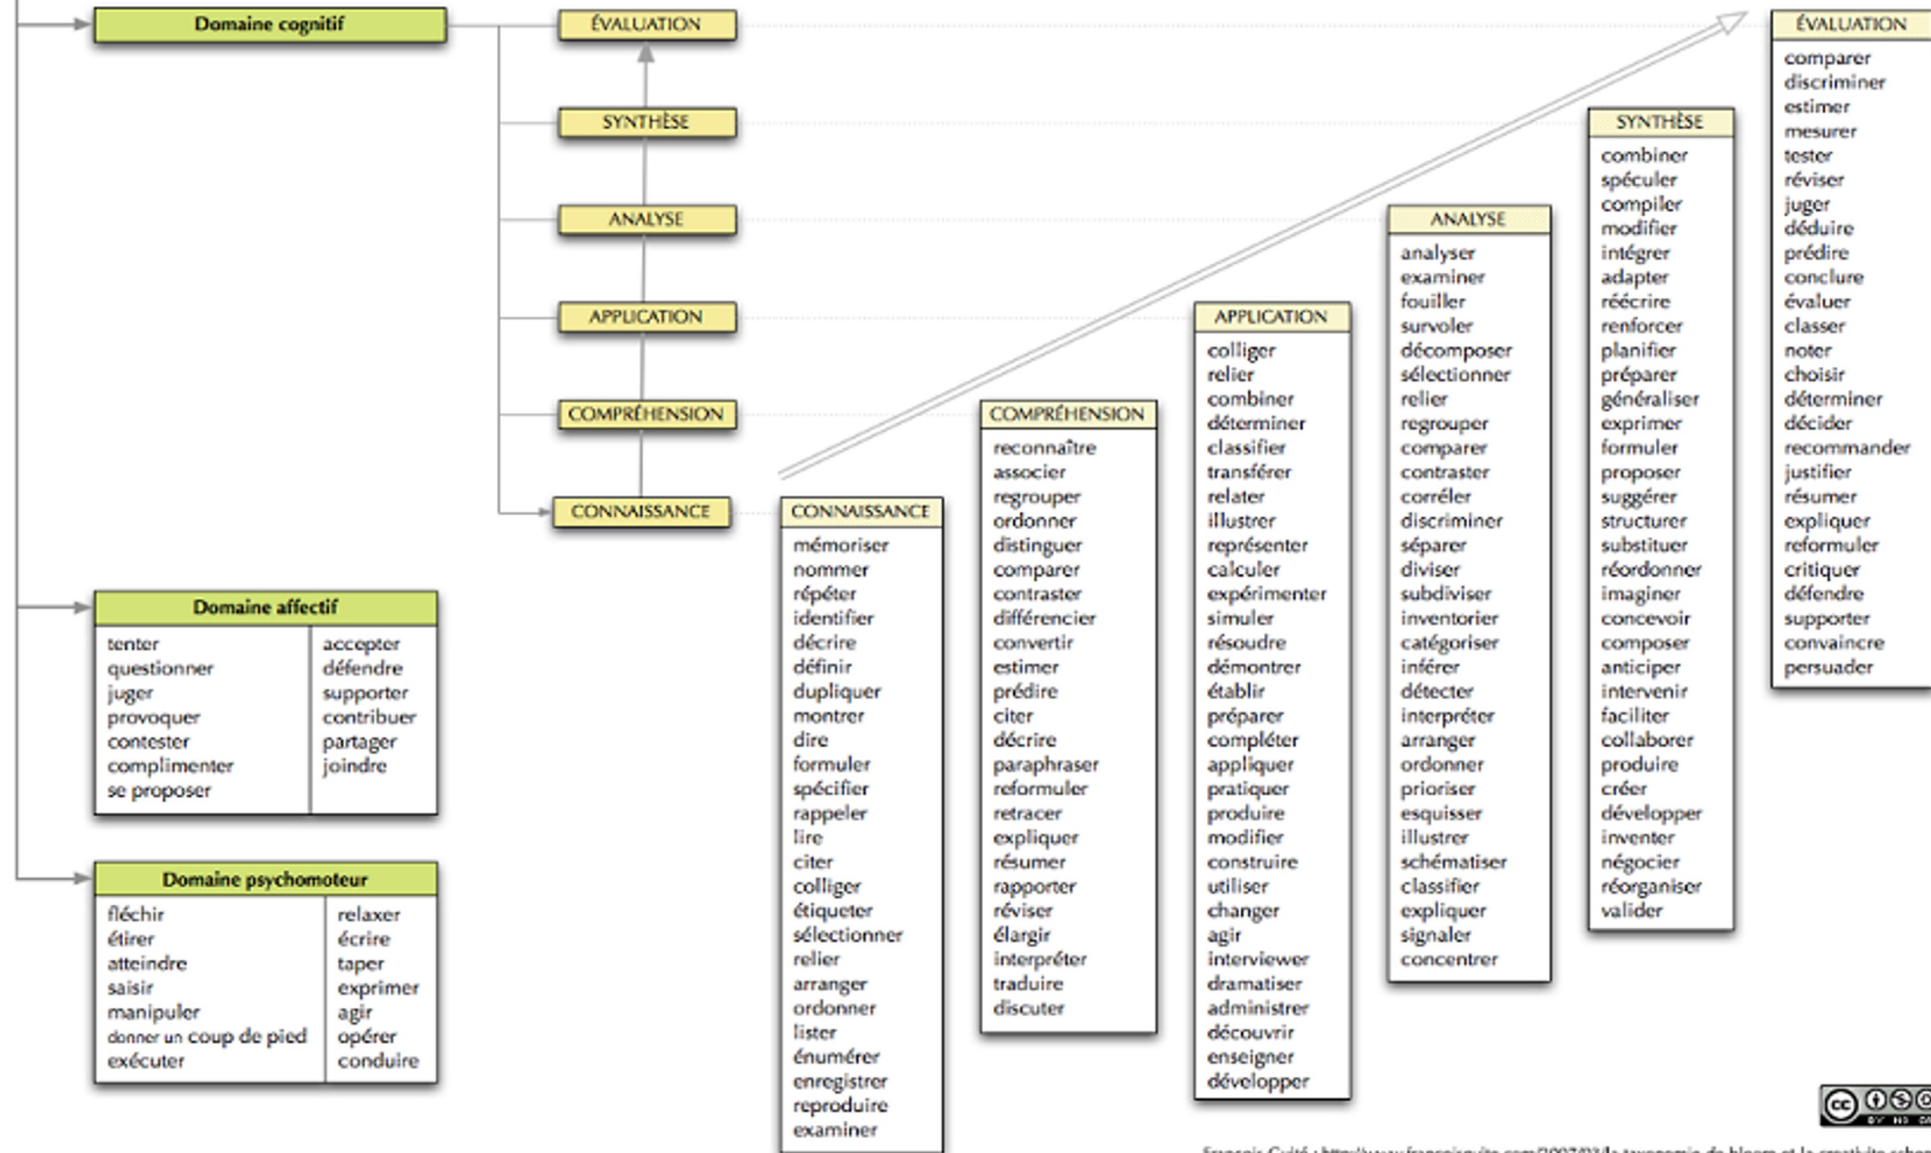 Domaine cognitif
ÉVALUATION
SYNTHÈSE
ANALYSE
APPLICATION
COMPRÉHENSION
CONNAISSANCE
Domaine affectif
tenter
questionner
juger
provoquer
contester
complimenter
se proposer
accepter
défendre
supporter
contribuer
partager
joindre
Domaine psychomoteur
fléchir
étirer
atteindre
saisir
manipuler
donner un coup de pied
exécuter
relaxer
écrire
taper
exprimer
agir
opérer
conduire
CONNAISSANCE
mémoriser
nommer
répéter
identifier
décrire
définir
dupliquer
montrer
dire
formuler
spécifier
rappeler
lire
citer
colliger
étiqueter
sélectionner
relier
arranger
ordonner
lister
énumérer
enregistrer
reproduire
examiner
COMPRÉHENSION
reconnaître
associer
regrouper
ordonner
distinguer
comparer
contraster
différencier
convertir
estimer
prédire
citer
décrire
paraphraser
reformuler
retracer
expliquer
résumer
rapporter
réviser
élargir
interpréter
traduire
discuter
APPLICATION
colliger
relier
combiner
déterminer
classifier
transférer
relater
illustrer
représenter
calculer
expérimenter
simuler
résoudre
démontrer
établir
préparer
compléter
appliquer
pratiquer
produire
modifier
construire
utiliser
changer
agir
interviewer
dramatiser
administrer
découvrir
enseigner
développer
ANALYSE
analyser
examiner
fouiller
survoler
décomposer
sélectionner
relier
regrouper
comparer
contraster
corréler
discriminer
séparer
diviser
subdiviser
inventorier
catégoriser
inférer
détecter
interpréter
arranger
ordonner
prioriser
esquisser
illustrer
schématiser
classifier
expliquer
signaler
concentrer
SYNTHÈSE
combiner
spéculer
compiler
modifier
intégrer
adapter
réécrire
renforcer
planifier
préparer
généraliser
exprimer
formuler
proposer
suggérer
structurer
substituer
réordonner
imaginer
concevoir
composer
anticiper
intervenir
faciliter
collaborer
produire
créer
développer
inventer
négocier
réorganiser
valider
ÉVALUATION
comparer
discriminer
estimer
mesurer
tester
réviser
juger
déduire
prédire
conclure
évaluer
classer
noter
choisir
déterminer
décider
recommander
justifier
résumer
expliquer
reformuler
critiquer
défendre
supporter
convaincre
persuader
cc
BY